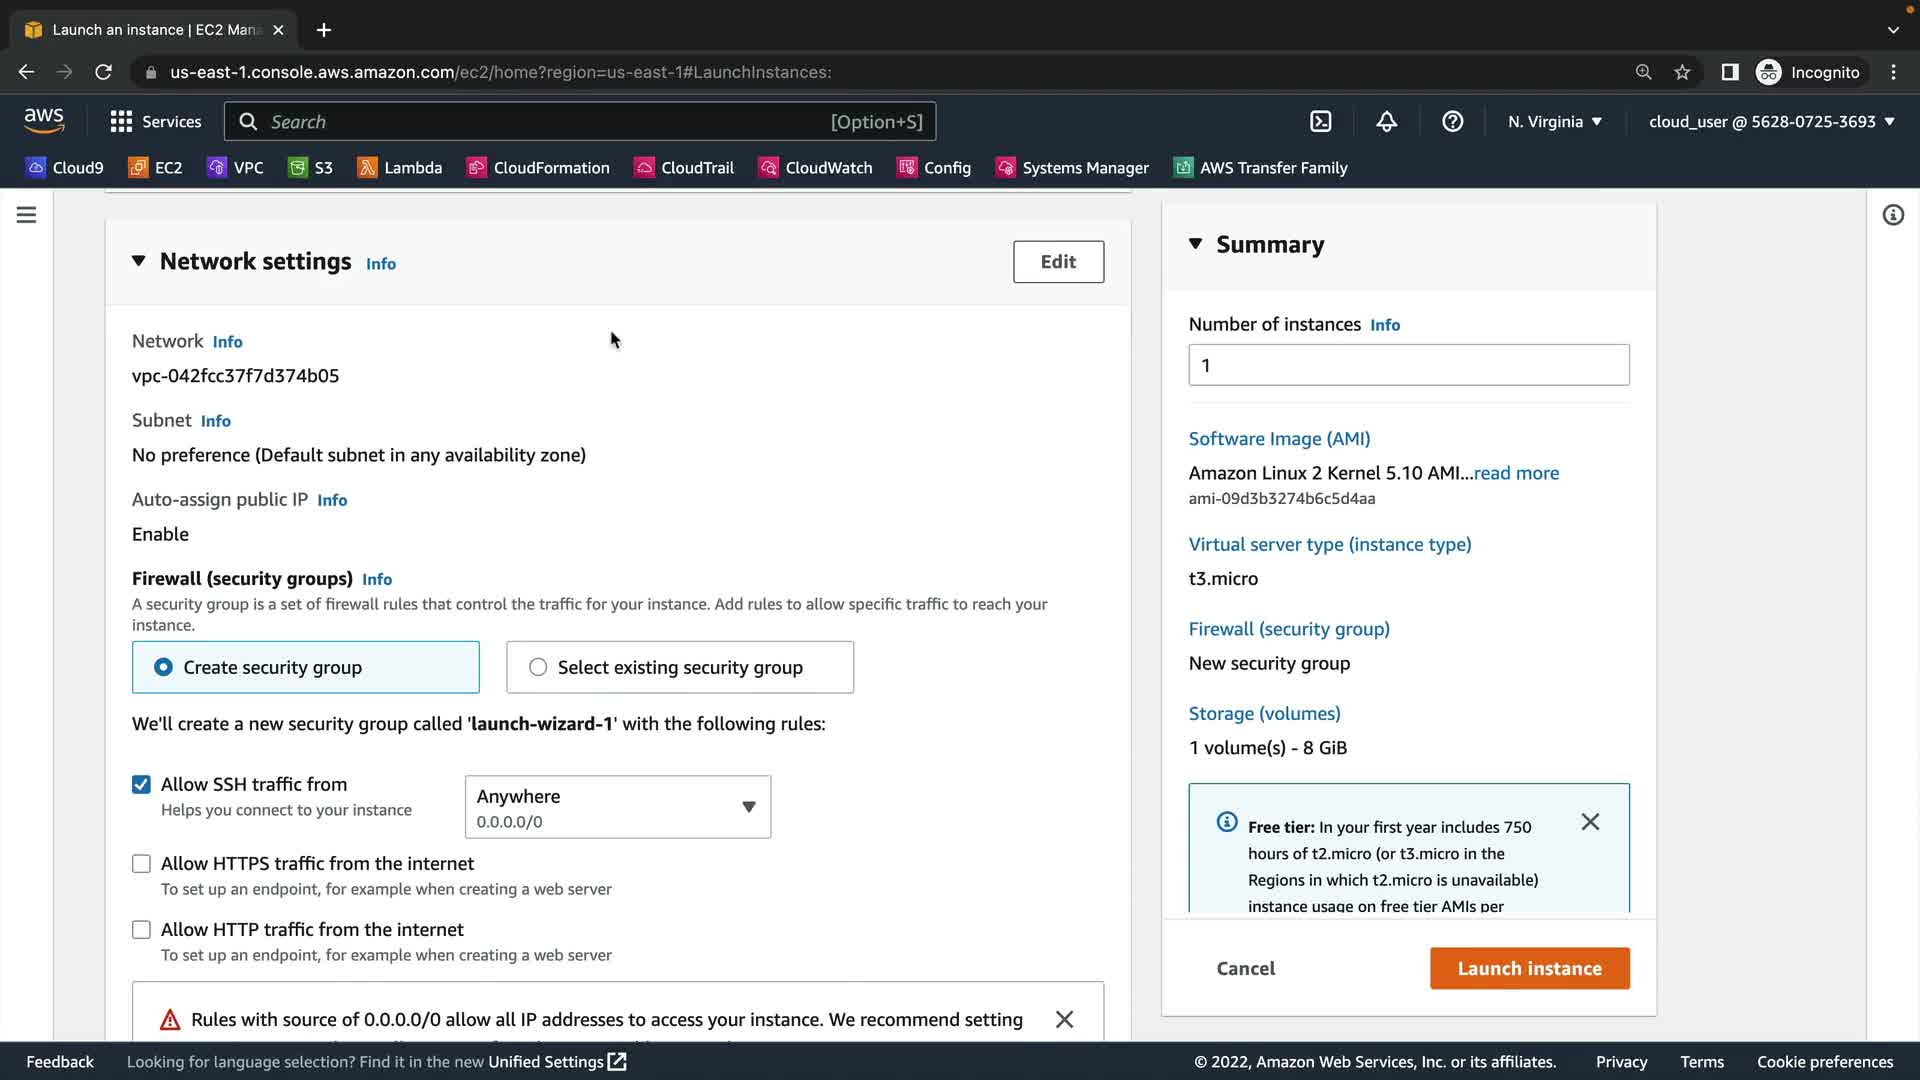 Launch an instance | EC2 Mana
us-east-1.console.aws.amazon.com/ec2/home?region=us-east-1#LaunchInstances:
Incognito
aws
Services
Search
[Option+S]
N. Virginia
cloud_user @ 5628-0725-3693
Cloud9
EC2
VPC
S3
Lambda
CloudFormation
CloudTrail
CloudWatch
Config
Systems Manager
AWS Transfer Family
Network settings Info
Edit
Network Info
vpc-042fcc37f7d374b05
Subnet Info
No preference (Default subnet in any availability zone)
Auto-assign public IP Info
Enable
Firewall (security groups) Info
A security group is a set of firewall rules that control the traffic for your instance. Add rules to allow specific traffic to reach your
instance.
Create security group
Select existing security group
We'll create a new security group called 'launch-wizard-1' with the following rules:
Allow SSH traffic from
Helps you connect to your instance
Anywhere
0.0.0.0/0
Allow HTTPS traffic from the internet
To set up an endpoint, for example when creating a web server
Allow HTTP traffic from the internet
To set up an endpoint, for example when creating a web server
Rules with source of 0.0.0.0/0 allow all IP addresses to access your instance. We recommend setting
Summary
Number of instances Info
1
Software Image (AMI)
Amazon Linux 2 Kernel 5.10 AMI...read more
ami-09d3b3274b6c5d4aa
Virtual server type (instance type)
t3.micro
Firewall (security group)
New security group
Storage (volumes)
1 volume(s) - 8 GiB
Free tier: In your first year includes 750
hours of t2.micro (or t3.micro in the
Regions in which t2.micro is unavailable)
instance usage on free tier AMIs per
Cancel
Launch instance
Feedback
Looking for language selection? Find it in the new Unified Settings
© 2022, Amazon Web Services, Inc. or its affiliates.
Privacy
Terms
Cookie preferences